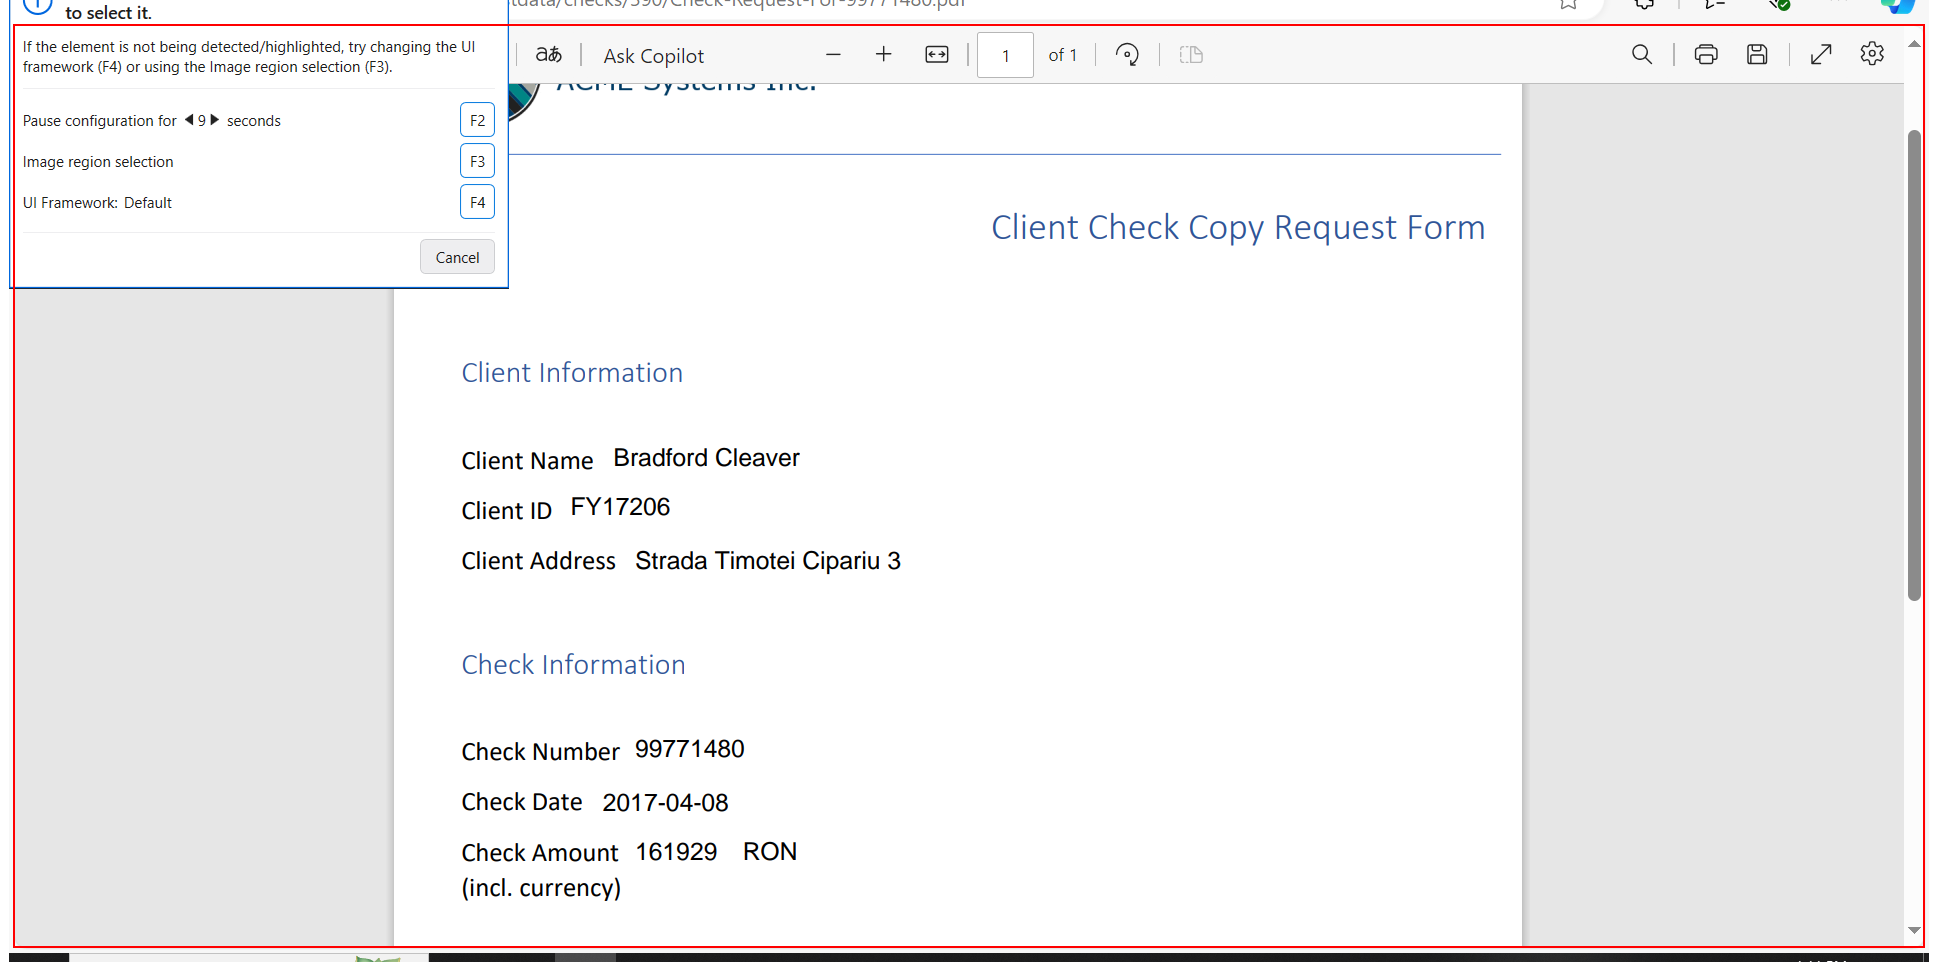 to select it.
If the element is not being detected/highlighted, try changing the UI
framework (F4) or using the Image region selection (F3).
Pause configuration for 9 seconds F2
Image region selection F3
UI Framework: Default F4
Cancel
tdata/checks/390/Check-Request-For-99771480.pdf
aあ Ask Copilot 1 of 1
ACME Systems Inc.
Client Check Copy Request Form
Client Information
Client Name Bradford Cleaver
Client ID FY17206
Client Address Strada Timotei Cipariu 3
Check Information
Check Number 99771480
Check Date 2017-04-08
Check Amount 161929 RON
(incl. currency)